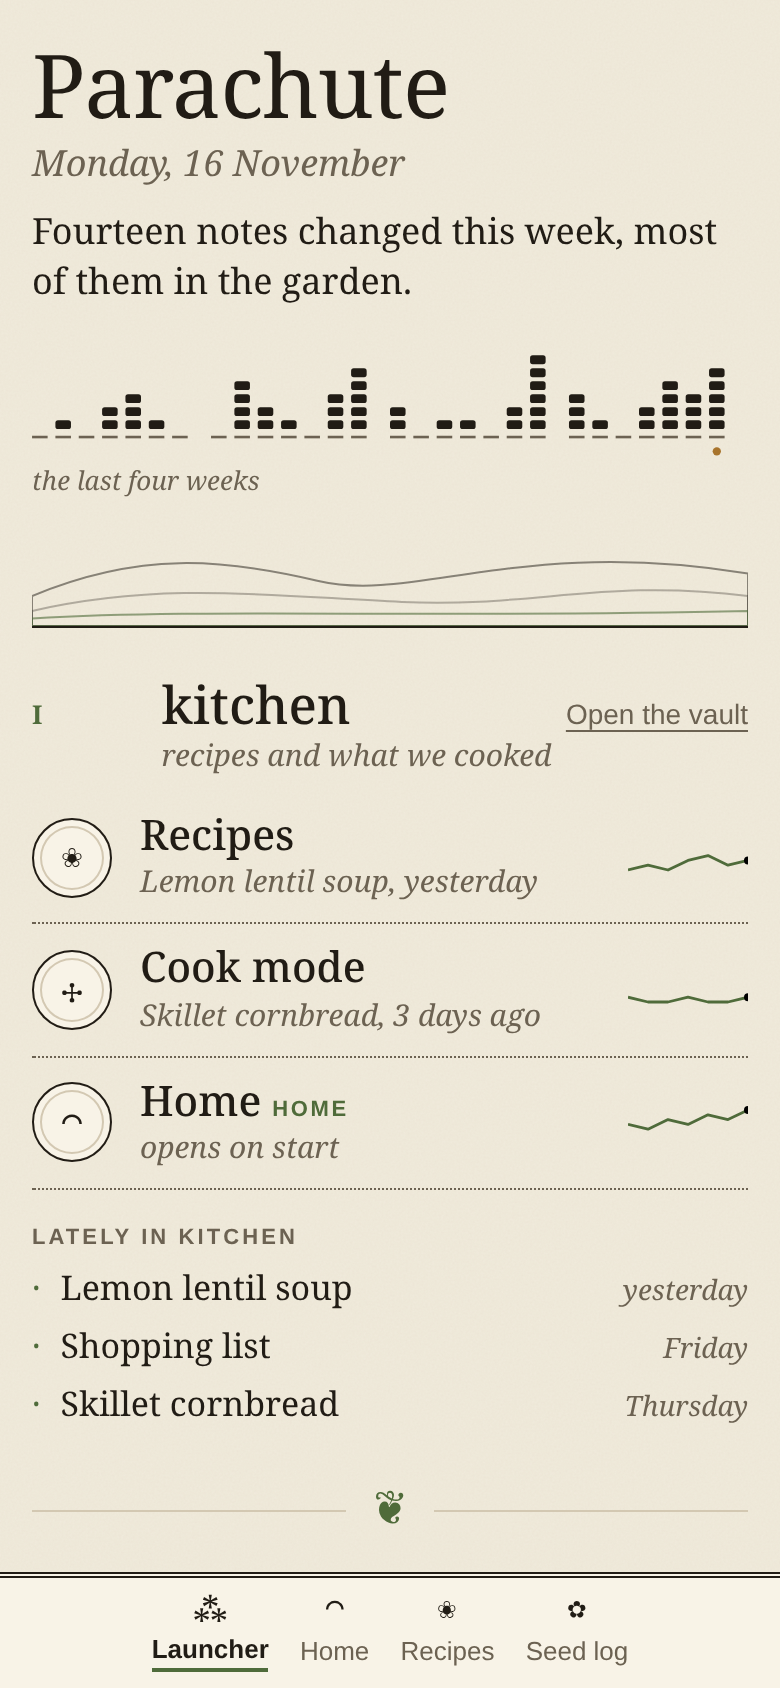 Parachute
Monday, 16 November
Fourteen notes changed this week, most
of them in the garden.
the last four weeks
I
kitchen
Open the vault
recipes and what we cooked
Recipes
Lemon lentil soup, yesterday
Cook mode
Skillet cornbread, 3 days ago
Home HOME
opens on start
LATELY IN KITCHEN
· Lemon lentil soup yesterday
· Shopping list Friday
· Skillet cornbread Thursday
Launcher Home Recipes Seed log